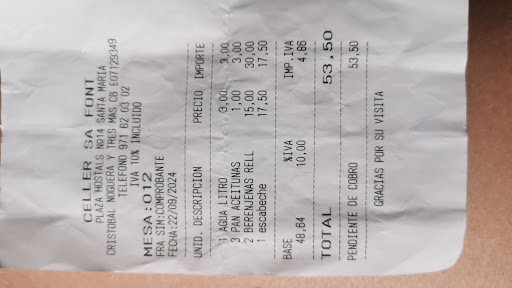 CELLER SA FONT
PLAZA HOSTALS Nº14 SANTA MARIA
CRISTOBAL NOGUERA Y TRES MAS CB E07129349
TELEFONO 971 62 03 02
IVA 10% INCLUIDO
MESA:012
FRA SIM:COMPROBANTE
FECHA:22/09/2024
UNID. DESCRIPCION PRECIO IMPORTE
1 AGUA LITRO 3,00 3,00
3 PAN ACEITUNAS 1,00 3,00
2 BERENJENAS RELL 15,00 30,00
1 escabeche 17,50 17,50
BASE %IVA IMP.IVA
48,64 10,00 4,86
TOTAL 53,50
PENDIENTE DE COBRO 53,50
GRACIAS POR SU VISITA